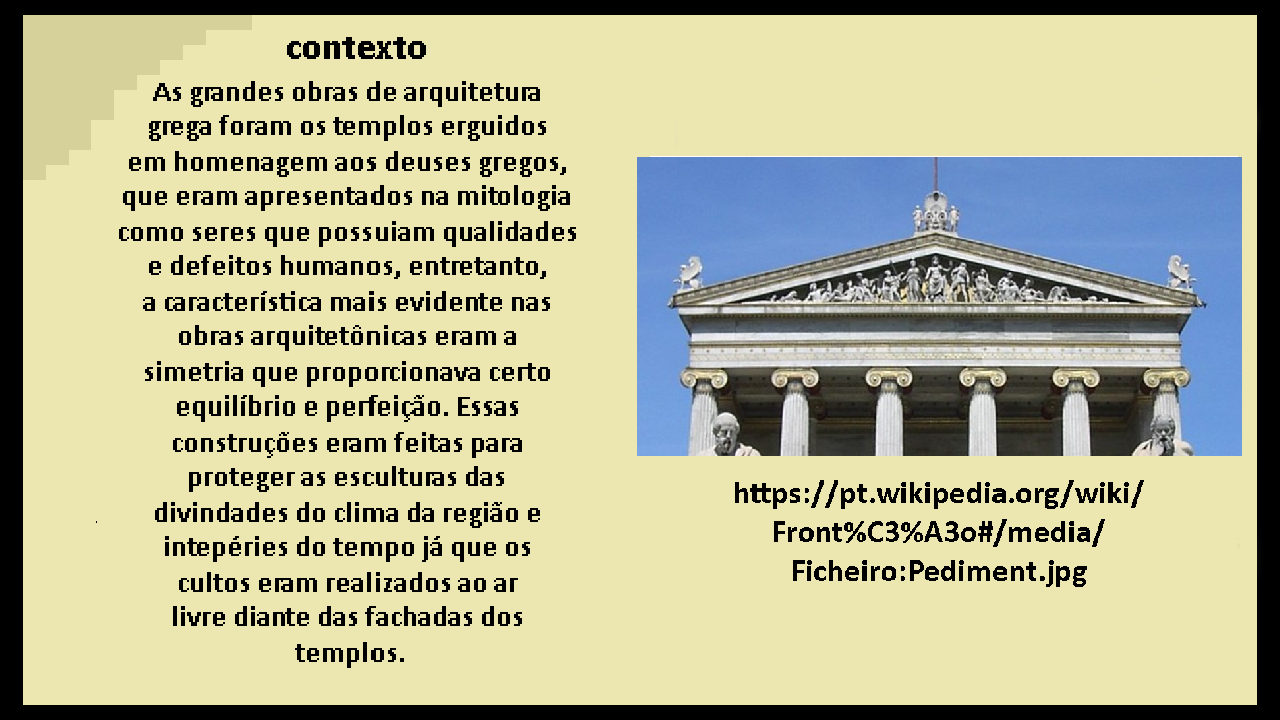 contexto
As grandes obras de arquitetura
grega foram os templos erguidos
em homenagem aos deuses gregos,
que eram apresentados na mitologia
como seres que possuiam qualidades
e defeitos humanos, entretanto,
a característica mais evidente nas
obras arquitetônicas eram a
simetria que proporcionava certo
equilíbrio e perfeição. Essas
construções eram feitas para
proteger as esculturas das
divindades do clima da região e
intepéries do tempo já que os
cultos eram realizados ao ar
livre diante das fachadas dos
templos.
https://pt.wikipedia.org/wiki/
Front%C3%A3o#/media/
Ficheiro:Pediment.jpg